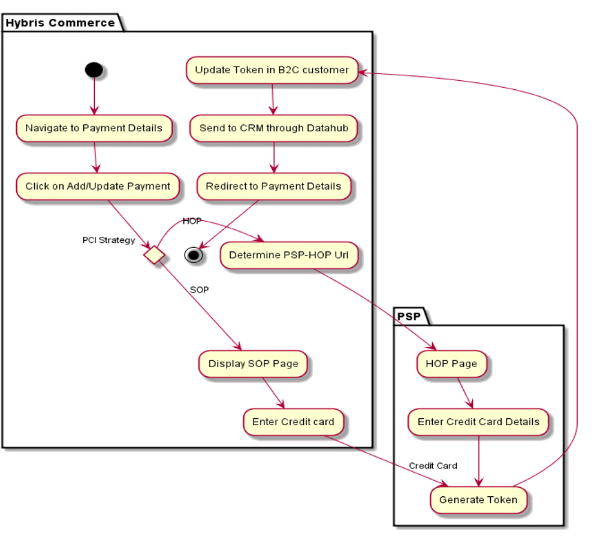 Hybris Commerce
Update Token in B2C customer
Navigate to Payment Details
Send to CRM through Datahub
Click on Add/Update Payment
Redirect to Payment Details
HOP
PCI Strategy
Determine PSP-HOP Url
SOP
PSP
Display SOP Page
HOP Page
Enter Credit card
Enter Credit Card Details
Credit Card
Generate Token